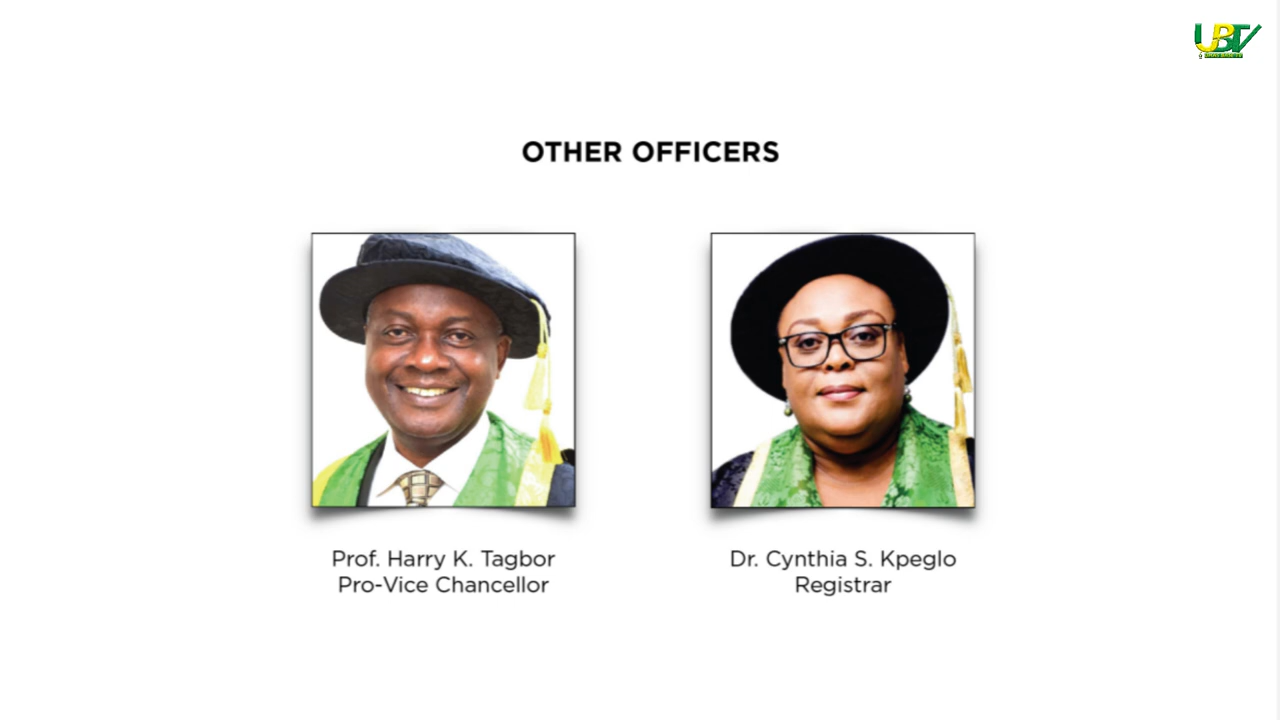 UBTV
OTHER OFFICERS
Prof. Harry K. Tagbor
Pro-Vice Chancellor
Dr. Cynthia S. Kpeglo
Registrar